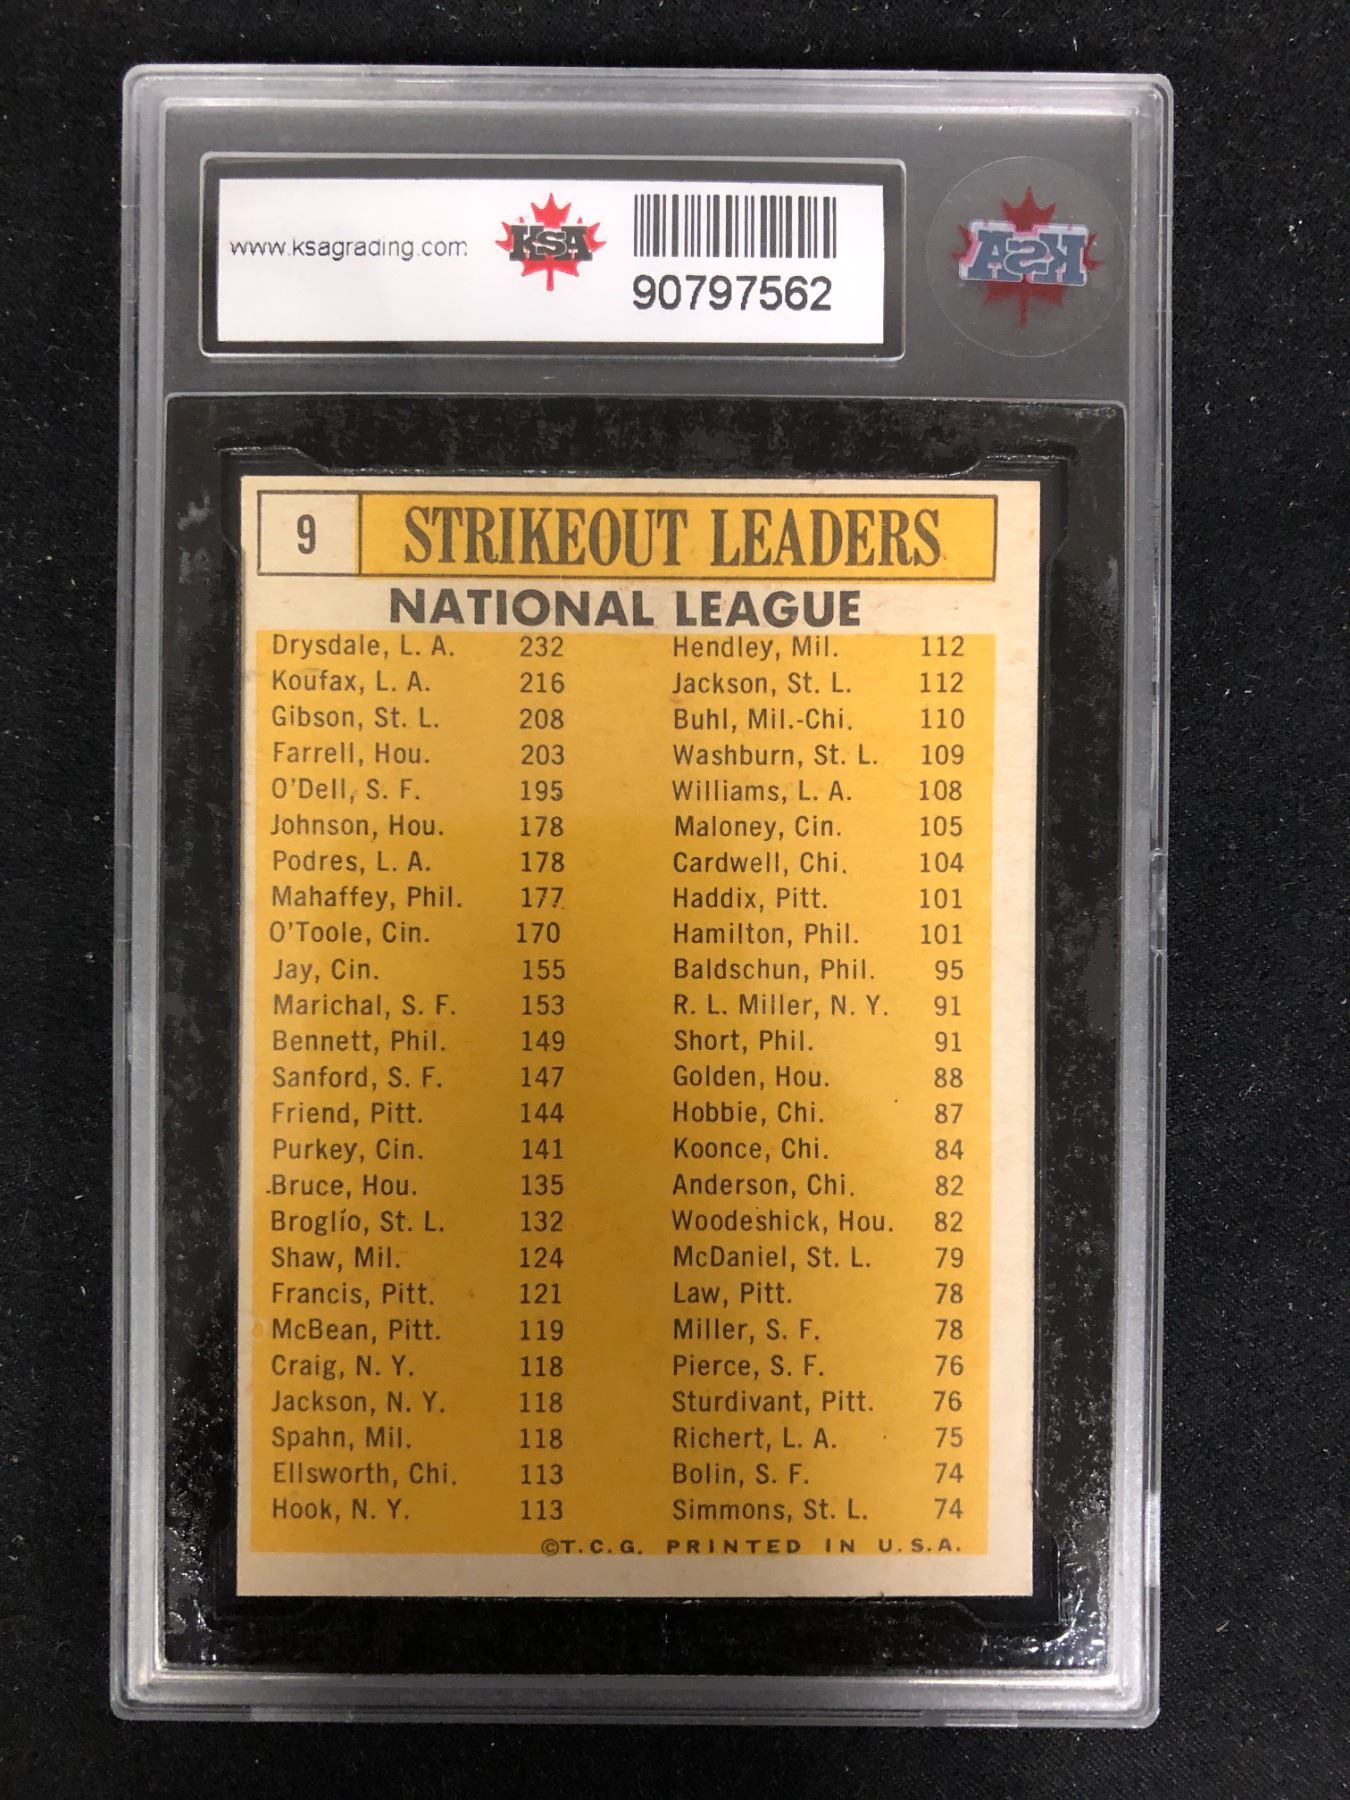 www.ksagrading.com
KSA
90797562
KSA
9 STRIKEOUT LEADERS
NATIONAL LEAGUE
Drysdale, L. A. 232
Koufax, L. A. 216
Gibson, St. L. 208
Farrell, Hou. 203
O'Dell, S. F. 195
Johnson, Hou. 178
Podres, L. A. 178
Mahaffey, Phil. 177
O'Toole, Cin. 170
Jay, Cin. 155
Marichal, S. F. 153
Bennett, Phil. 149
Sanford, S. F. 147
Friend, Pitt. 144
Purkey, Cin. 141
Bruce, Hou. 135
Broglio, St. L. 132
Shaw, Mil. 124
Francis, Pitt. 121
McBean, Pitt. 119
Craig, N. Y. 118
Jackson, N. Y. 118
Spahn, Mil. 118
Ellsworth, Chi. 113
Hook, N. Y. 113
Hendley, Mil. 112
Jackson, St. L. 112
Buhl, Mil.-Chi. 110
Washburn, St. L. 109
Williams, L. A. 108
Maloney, Cin. 105
Cardwell, Chi. 104
Haddix, Pitt. 101
Hamilton, Phil. 101
Baldschun, Phil. 95
R. L. Miller, N. Y. 91
Short, Phil. 91
Golden, Hou. 88
Hobbie, Chi. 87
Koonce, Chi. 84
Anderson, Chi. 82
Woodeshick, Hou. 82
McDaniel, St. L. 79
Law, Pitt. 78
Miller, S. F. 78
Pierce, S. F. 76
Sturdivant, Pitt. 76
Richert, L. A. 75
Bolin, S. F. 74
Simmons, St. L. 74
©T.C.G. PRINTED IN U.S.A.